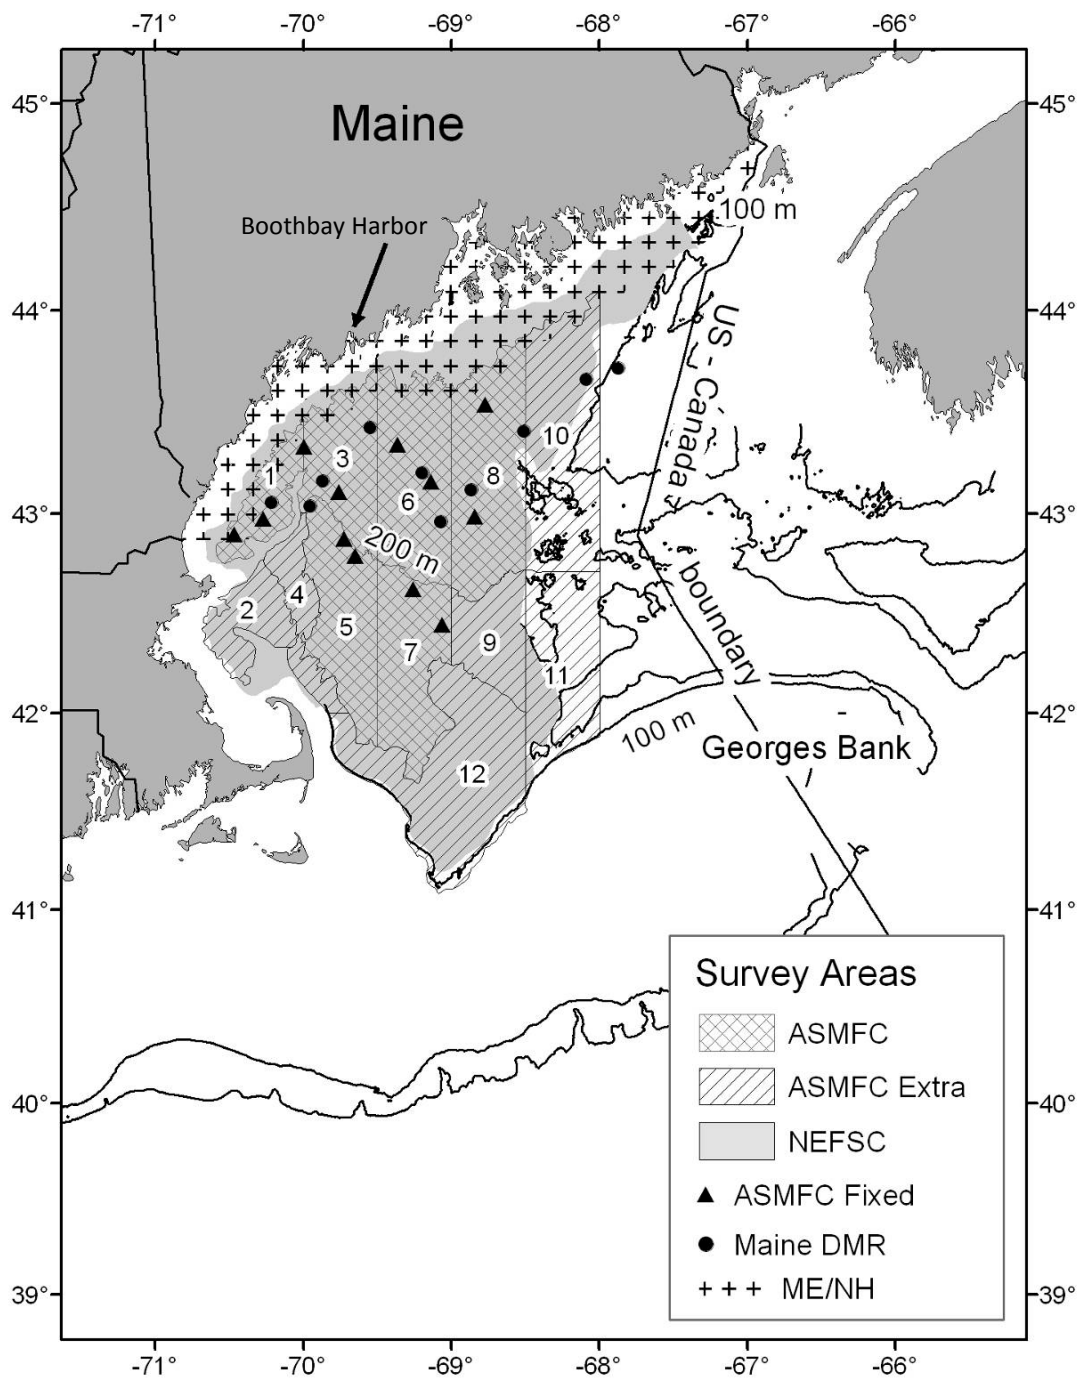 -71° -70° -69° -68° -67° -66°
45° 45°
Maine
100 m
Boothbay Harbor
44° 44°
US - Canada
10
1 3 8
6
43° 43°
200 m
boundary
2 4 5 7 9
11
42° 42°
100 m
Georges Bank
12
41° 41°
Survey Areas
ASMFC
ASMFC Extra
NEFSC
ASMFC Fixed
Maine DMR
ME/NH
40° 40°
39° 39°
-71° -70° -69° -68° -67° -66°